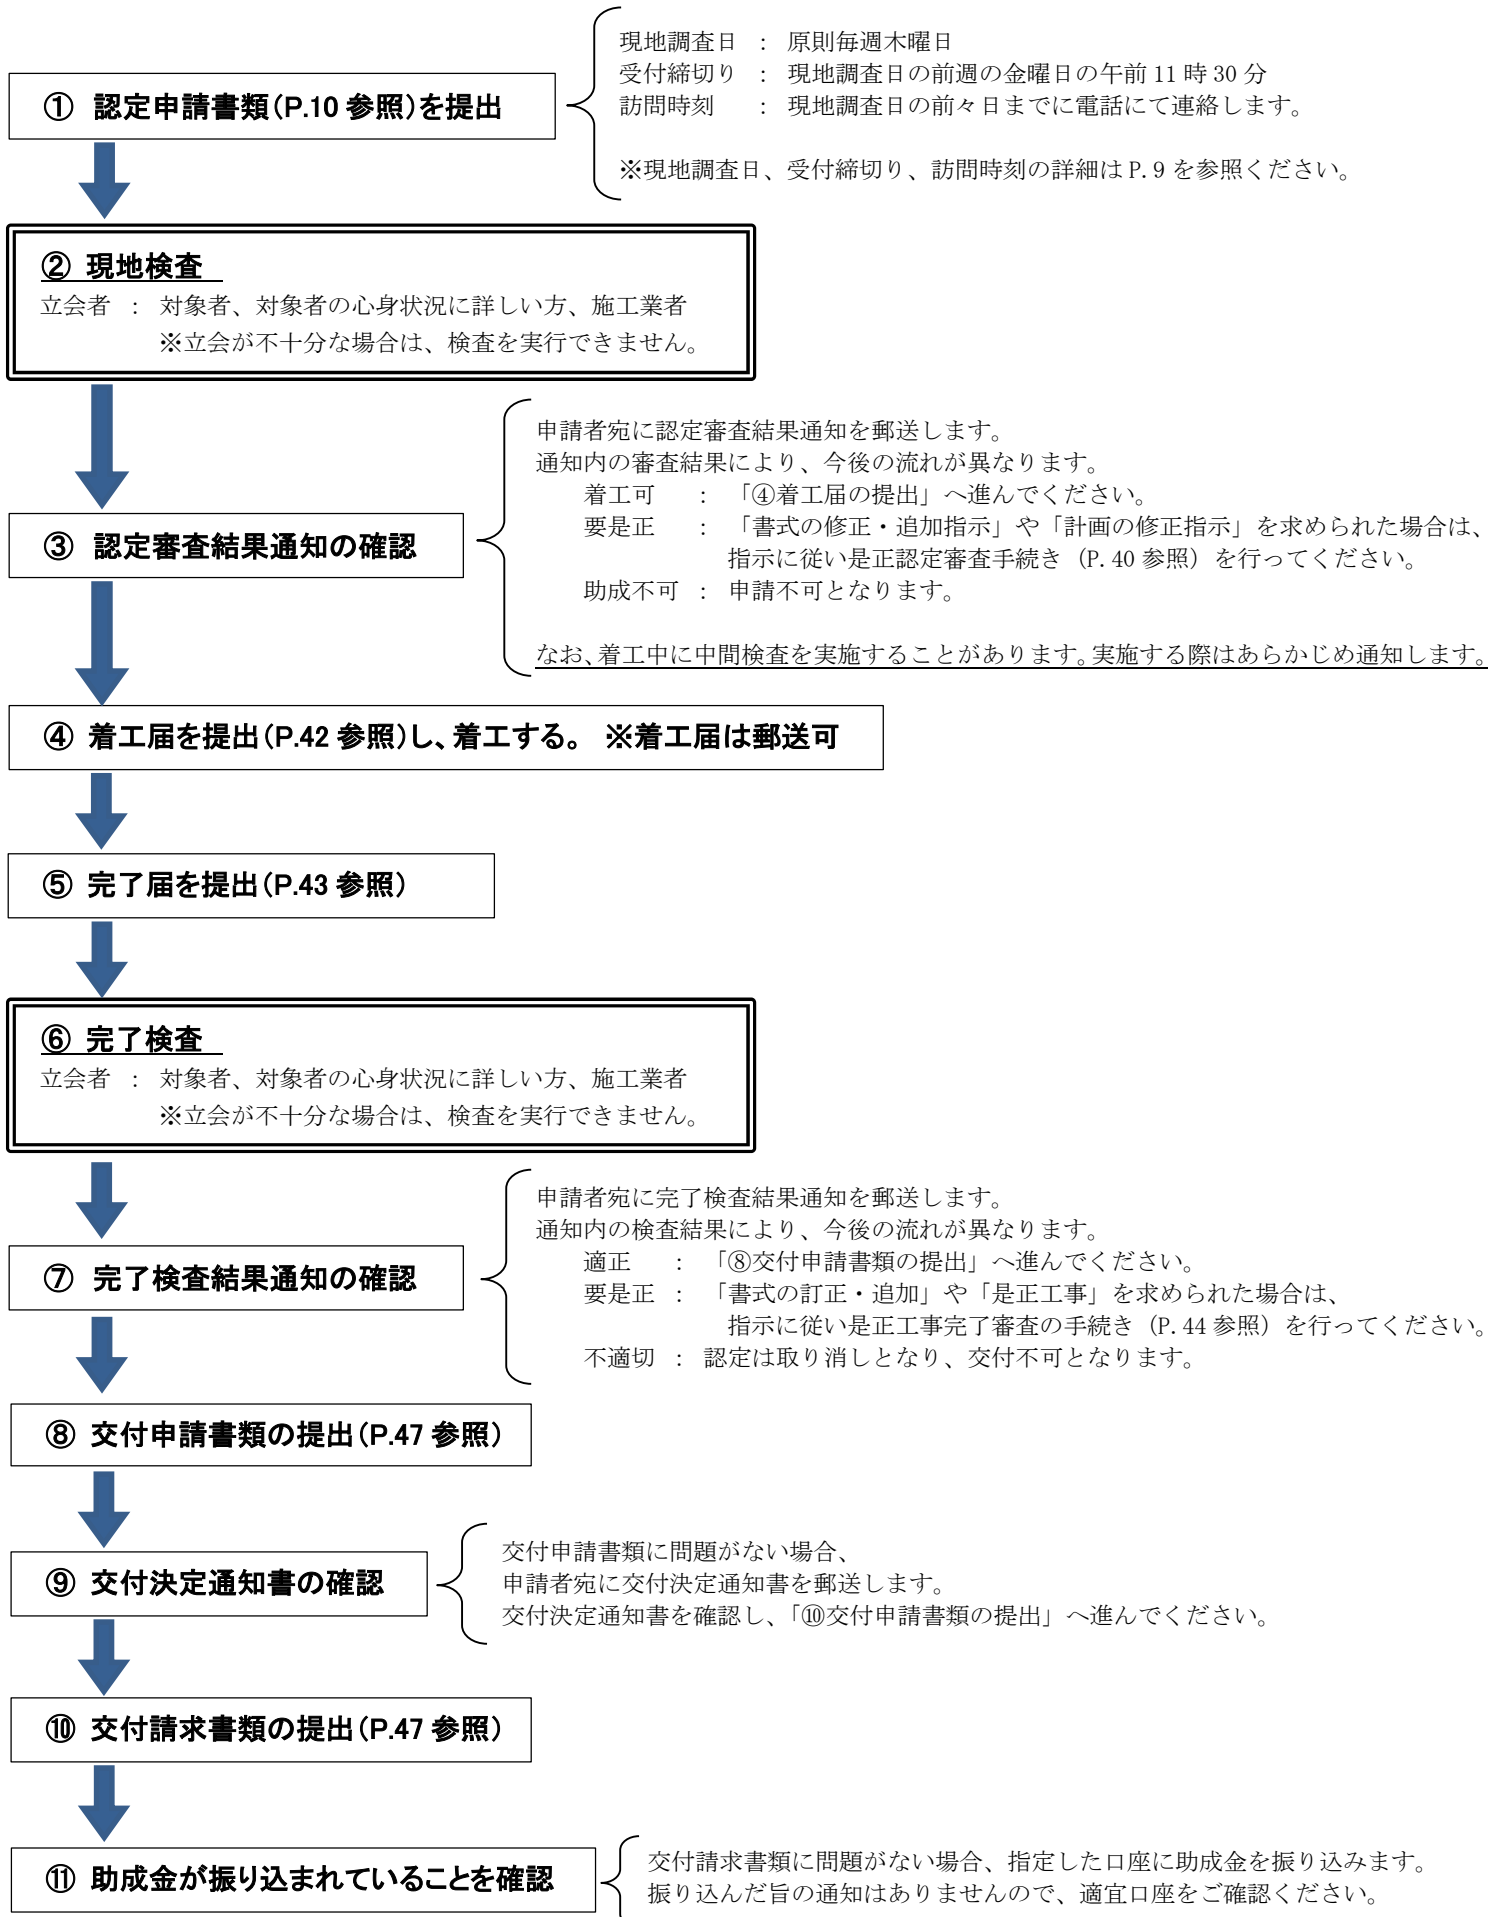 現地調査日 : 原則毎週木曜日
受付締切り : 現地調査日の前週の金曜日の午前11時30分
① 認定申請書類(P.10 参照)を提出
訪問時刻 : 現地調査日の前々日までに電話にて連絡します。
※現地調査日、受付締切り、訪問時刻の詳細はP.9を参照ください。
② 現地検査
立会者 : 対象者、対象者の心身状況に詳しい方、施工業者
※立会が不十分な場合は、検査を実行できません。
申請者宛に認定審査結果通知を郵送します。
通知内の審査結果により、今後の流れが異なります。
着工可 : 「④着工届の提出」へ進んでください。
要是正 : 「書式の修正・追加指示」や「計画の修正指示」を求められた場合は、
③ 認定審査結果通知の確認
指示に従い是正認定審査手続き(P.40参照)を行ってください。
助成不可 : 申請不可となります。
なお、着工中に中間検査を実施することがあります。実施する際はあらかじめ通知します。
④ 着工届を提出(P.42 参照)し、着工する。 ※着工届は郵送可
⑤ 完了届を提出(P.43 参照)
⑥ 完了検査
立会者 : 対象者、対象者の心身状況に詳しい方、施工業者
※立会が不十分な場合は、検査を実行できません。
申請者宛に完了検査結果通知を郵送します。
通知内の検査結果により、今後の流れが異なります。
適正 : 「⑧交付申請書類の提出」へ進んでください。
⑦ 完了検査結果通知の確認
要是正 : 「書式の訂正・追加」や「是正工事」を求められた場合は、
指示に従い是正工事完了審査の手続き(P.44参照)を行ってください。
不適切 : 認定は取り消しとなり、交付不可となります。
⑧ 交付申請書類の提出(P.47 参照)
交付申請書類に問題がない場合、
⑨ 交付決定通知書の確認
申請者宛に交付決定通知書を郵送します。
交付決定通知書を確認し、「⑩交付申請書類の提出」へ進んでください。
⑩ 交付請求書類の提出(P.47 参照)
交付請求書類に問題がない場合、指定した口座に助成金を振り込みます。
⑪ 助成金が振り込まれていることを確認
振り込んだ旨の通知はありませんので、適宜口座をご確認ください。